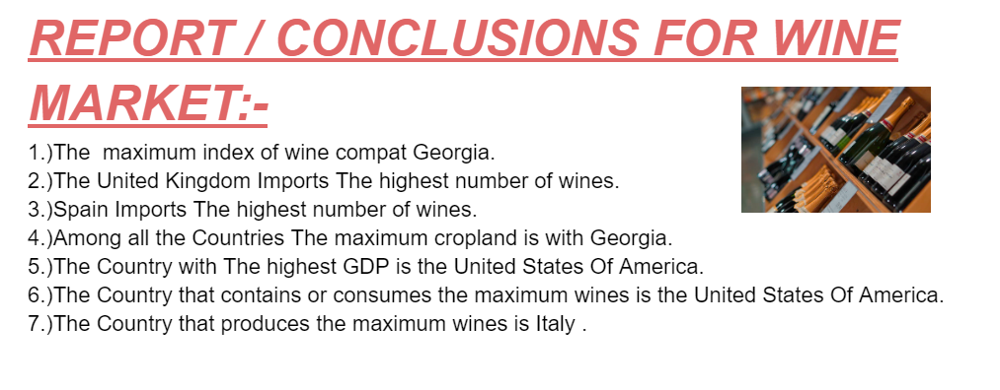 REPORT / CONCLUSIONS FOR WINE
MARKET:-
1.)The  maximum index of wine compat Georgia.
2.)The United Kingdom Imports The highest number of wines.
3.)Spain Imports The highest number of wines.
4.)Among all the Countries The maximum cropland is with Georgia.
5.)The Country with The highest GDP is the United States Of America.
6.)The Country that contains or consumes the maximum wines is the United States Of America.
7.)The Country that produces the maximum wines is Italy .